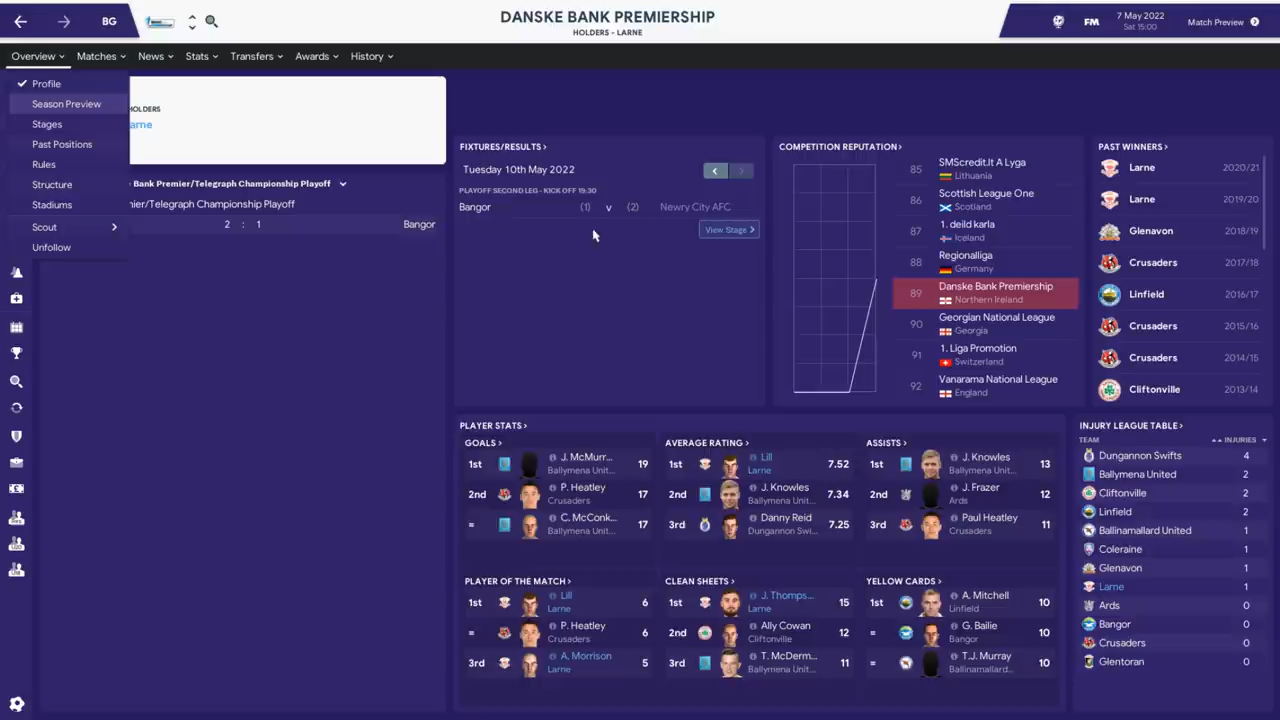 BG
DANSKE BANK PREMIERSHIP
HOLDERS - LARNE
FM
7 May 2022
Sat 15:00
Match Preview
Overview
Matches
News
Stats
Transfers
Awards
History
Profile
Season Preview
Stages
Past Positions
Rules
Structure
Stadiums
Scout
Unfollow
HOLDERS
arne
Bank Premier/Telegraph Championship Playoff
mier/Telegraph Championship Playoff
2 : 1 Bangor
FIXTURES/RESULTS
Tuesday 10th May 2022
PLAYOFF SECOND LEG - KICK OFF 19:30
Bangor (1) v (2) Newry City AFC
View Stage
COMPETITION REPUTATION
85 SMScredit.lt A Lyga
Lithuania
86 Scottish League One
Scotland
87 1. deild karla
Iceland
88 Regionalliga
Germany
89 Danske Bank Premiership
Northern Ireland
90 Georgian National League
Georgia
91 1. Liga Promotion
Switzerland
92 Vanarama National League
England
PAST WINNERS
Larne 2020/21
Larne 2019/20
Glenavon 2018/19
Crusaders 2017/18
Linfield 2016/17
Crusaders 2015/16
Crusaders 2014/15
Cliftonville 2013/14
PLAYER STATS
GOALS
1st J. McMurr... 19
Ballymena Unit...
2nd P. Heatley 17
Crusaders
= C. McConk... 17
Ballymena Unit...
AVERAGE RATING
1st Lill 7.52
Larne
2nd J. Knowles 7.34
Ballymena Unit...
3rd Danny Reid 7.25
Dungannon Swi...
ASSISTS
1st J. Knowles 13
Ballymena Unit...
2nd J. Frazer 12
Ards
3rd Paul Heatley 11
Crusaders
PLAYER OF THE MATCH
1st Lill 6
Larne
= P. Heatley 6
Crusaders
3rd A. Morrison 5
Larne
CLEAN SHEETS
1st J. Thomps... 15
Larne
2nd Ally Cowan 12
Cliftonville
3rd T. McDerm... 11
Ballymena Unit...
YELLOW CARDS
1st A. Mitchell 10
Linfield
= G. Bailie 10
Bangor
= T.J. Murray 10
Ballinamallard...
INJURY LEAGUE TABLE
TEAM INJURIES
Dungannon Swifts 4
Ballymena United 2
Cliftonville 2
Linfield 2
Ballinamallard United 1
Coleraine 1
Glenavon 1
Larne 1
Ards 0
Bangor 0
Crusaders 0
Glentoran 0